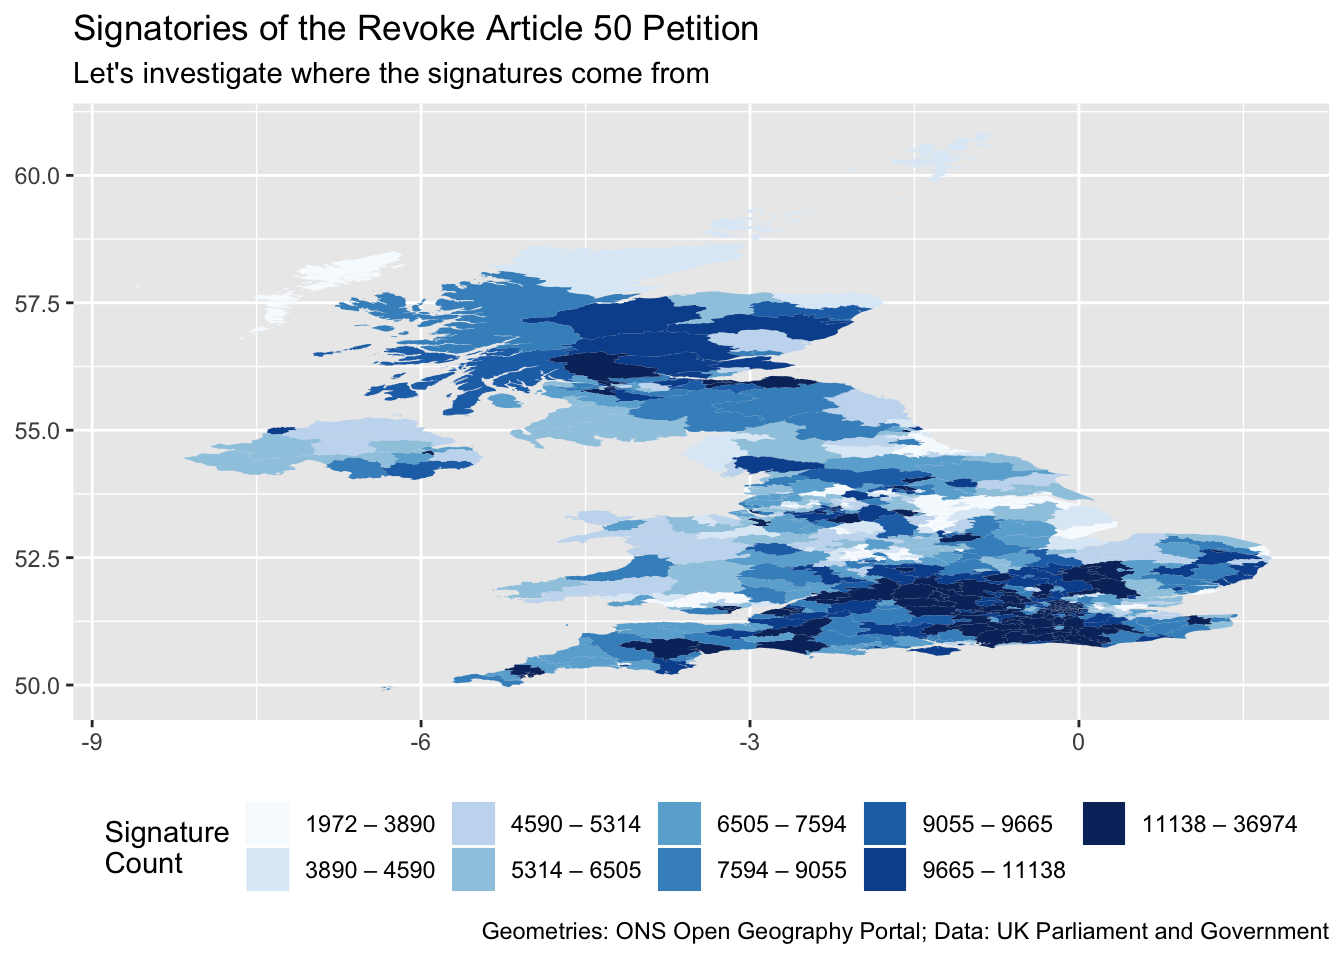 Signatories of the Revoke Article 50 Petition
Let's investigate where the signatures come from
60.0
57.5
55.0
52.5
50.0
-9
-6
-3
0
Signature
Count
1972 – 3890
4590 – 5314
6505 – 7594
9055 – 9665
11138 – 36974
3890 – 4590
5314 – 6505
7594 – 9055
9665 – 11138
Geometries: ONS Open Geography Portal; Data: UK Parliament and Government